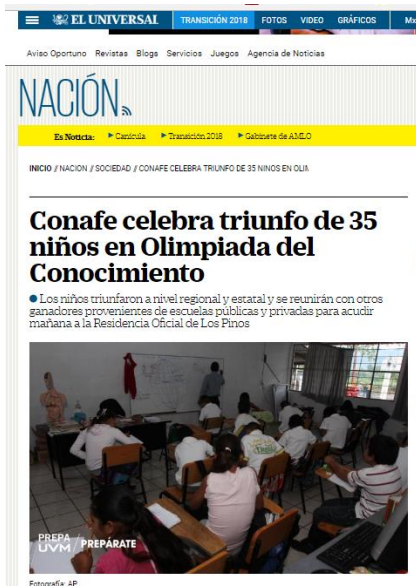 EL UNIVERSAL TRANSICIÓN 2018 FOTOS VIDEO GRÁFICOS Mx
Aviso Oportuno Revistas Blogs Servicios Juegos Agencia de Noticias
NACIÓN
Es Noticia: Canícula Transición 2018 Gabinete de AMLO
INICIO / NACION / SOCIEDAD / CONAFE CELEBRA TRIUNFO DE 35 NINOS EN OLIM
Conafe celebra triunfo de 35
niños en Olimpiada del
Conocimiento
Los niños triunfaron a nivel regional y estatal y se reunirán con otros
ganadores provenientes de escuelas públicas y privadas para acudir
mañana a la Residencia Oficial de Los Pinos
PREPA
UVM / PREPÁRATE
Fotografía: AP